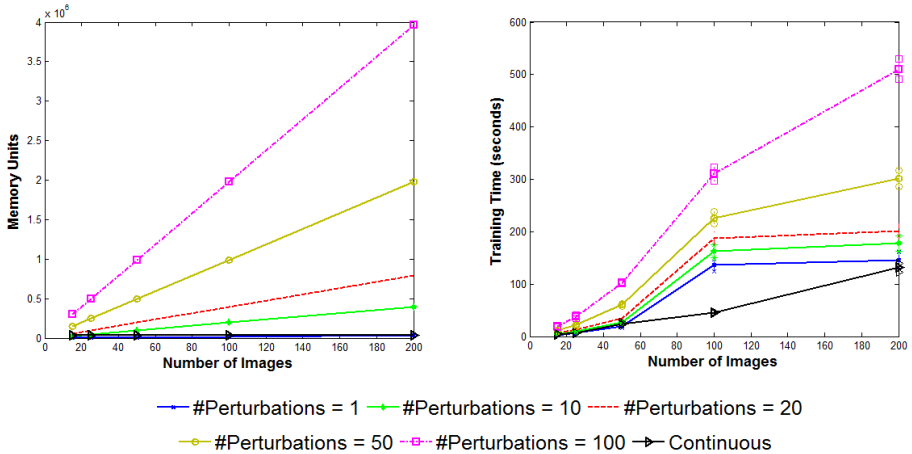 × 10⁶
4
3.5
3
2.5
2
1.5
1
0.5
0
0 20 40 60 80 100 120 140 160 180 200
Memory Units
Number of Images
600
500
400
300
200
100
0
0 20 40 60 80 100 120 140 160 180 200
Training Time (seconds)
Number of Images
#Perturbations = 1 #Perturbations = 10 #Perturbations = 20
#Perturbations = 50 #Perturbations = 100 Continuous